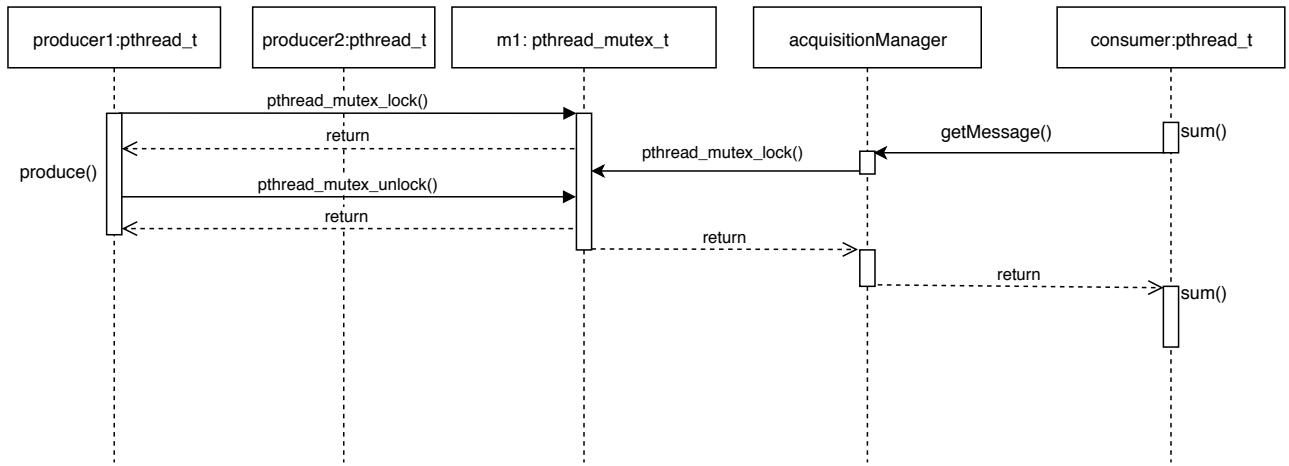 producer1:pthread_t
producer2:pthread_t
m1: pthread_mutex_t
acquisitionManager
consumer:pthread_t
pthread_mutex_lock()
return
getMessage()
sum()
pthread_mutex_lock()
produce()
pthread_mutex_unlock()
return
return
return
sum()